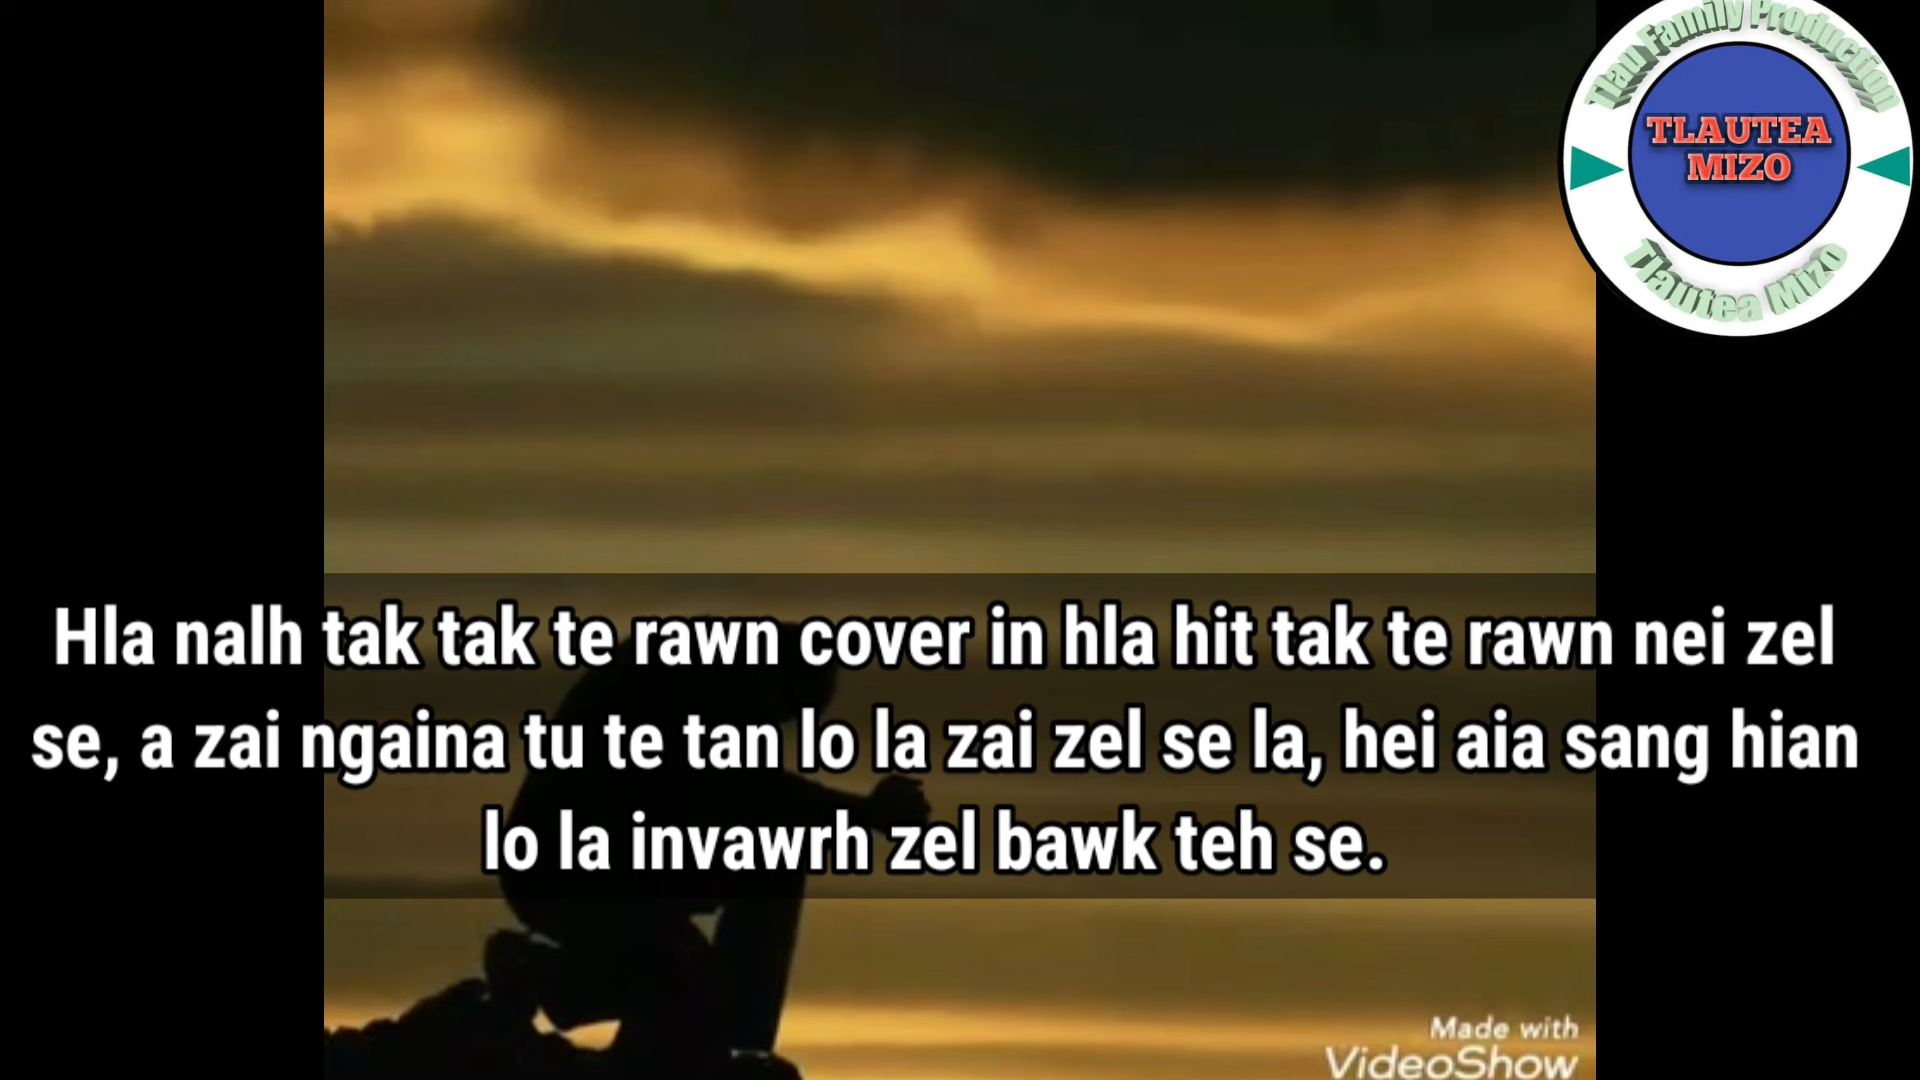 Tlau Family Production
TLAUTEA
MIZO
Tlautea Mizo
Hla nalh tak tak te rawn cover in hla hit tak te rawn nei zel
se, a zai ngaina tu te tan lo la zai zel se la, hei aia sang hian
lo la invawrh zel bawk teh se.
Made with
VideoShow